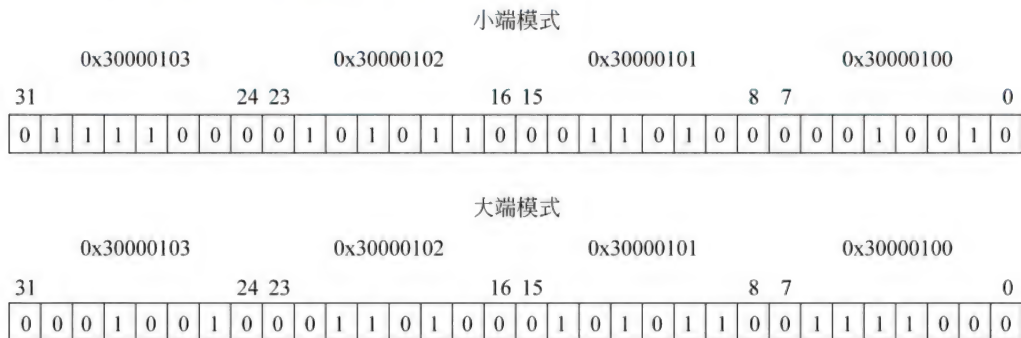 小端模式
0x30000103 0x30000102 0x30000101 0x30000100
31 24 23 16 15 8 7 0
0 1 1 1 1 0 0 0 0 1 0 1 0 1 1 0 0 0 1 1 0 1 0 0 0 0 0 1 0 0 1 0
大端模式
0x30000103 0x30000102 0x30000101 0x30000100
31 24 23 16 15 8 7 0
0 0 0 1 0 0 1 0 0 0 1 1 0 1 0 0 0 1 0 1 0 1 1 0 0 1 1 1 1 0 0 0